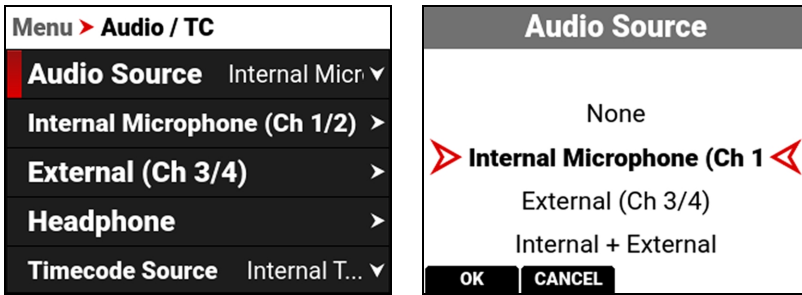 Menu > Audio / TC
Audio Source Internal Micr
Internal Microphone (Ch 1/2)
External (Ch 3/4)
Headphone
Timecode Source Internal T...
Audio Source
None
Internal Microphone (Ch 1
External (Ch 3/4)
Internal + External
OK CANCEL